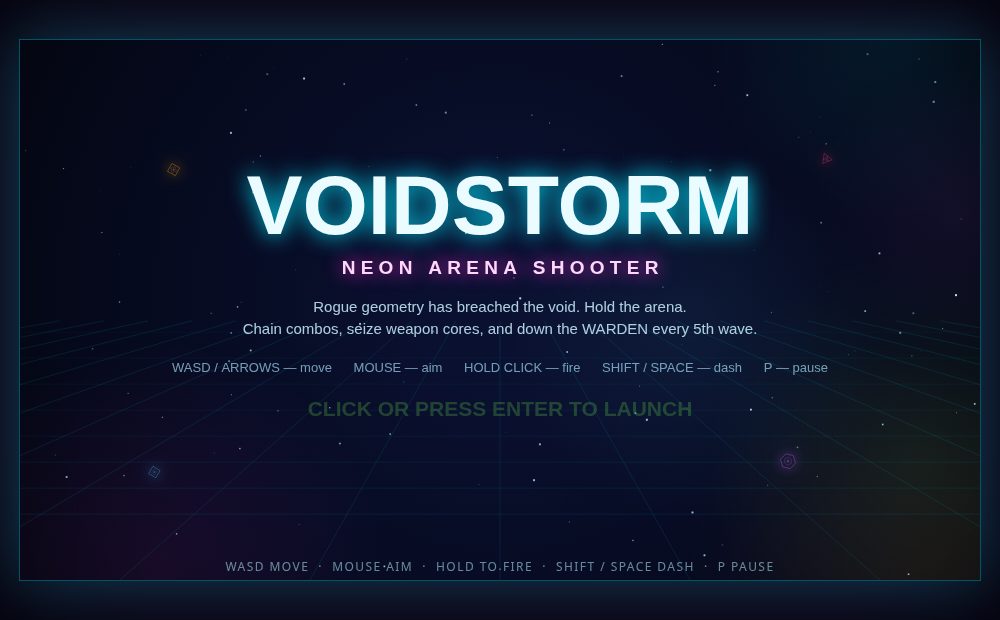 VOIDSTORM
NEON ARENA SHOOTER
Rogue geometry has breached the void. Hold the arena.
Chain combos, seize weapon cores, and down the WARDEN every 5th wave.
WASD / ARROWS — move MOUSE — aim HOLD CLICK — fire SHIFT / SPACE — dash P — pause
CLICK OR PRESS ENTER TO LAUNCH
WASD MOVE · MOUSE AIM · HOLD TO FIRE · SHIFT / SPACE DASH · P PAUSE